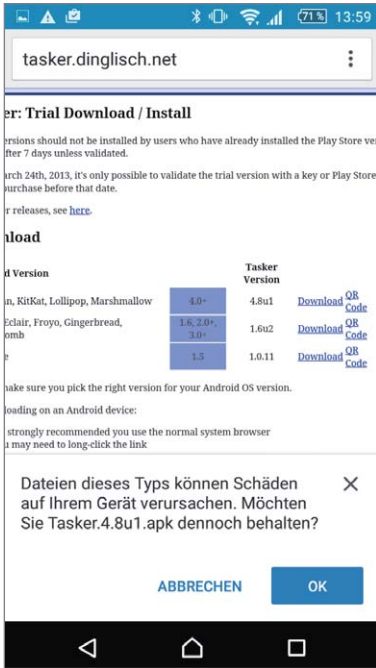 71% 13:59
tasker.dinglisch.net
er: Trial Download / Install
ersions should not be installed by users who have already installed the Play Store ver
fter 7 days unless validated.
arch 24th, 2013, it's only possible to validate the trial version with a key or Play Store
purchase before that date.
r releases, see here.
nload
d Version Tasker Version
n, KitKat, Lollipop, Marshmallow 4.0+ 4.8u1 Download QR Code
Eclair, Froyo, Gingerbread, omb 1.6, 2.0+, 3.0+ 1.6u2 Download QR Code
e 1.5 1.0.11 Download QR Code
make sure you pick the right version for your Android OS version.
loading on an Android device:
strongly recommended you use the normal system browser
u may need to long-click the link
Dateien dieses Typs können Schäden
auf Ihrem Gerät verursachen. Möchten
Sie Tasker.4.8u1.apk dennoch behalten?
ABBRECHEN OK